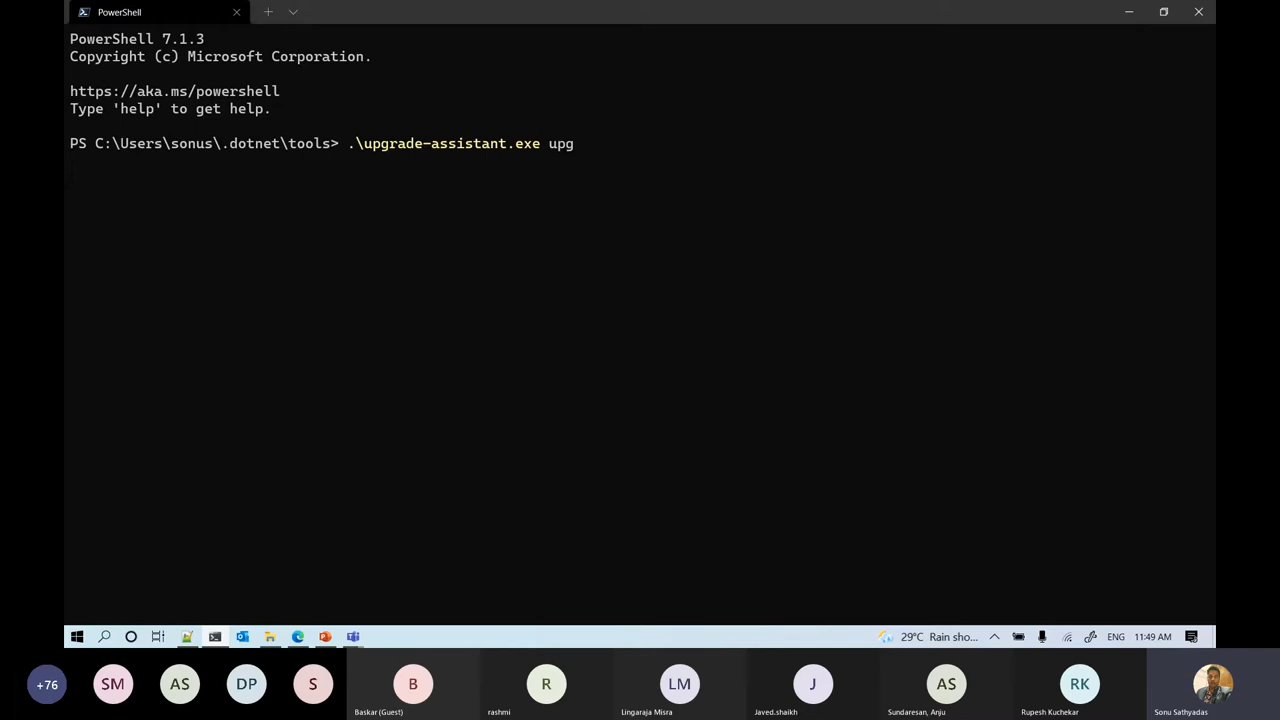 PowerShell
PowerShell 7.1.3
Copyright (c) Microsoft Corporation.
https://aka.ms/powershell
Type 'help' to get help.
PS C:\Users\sonus\.dotnet\tools> .\upgrade-assistant.exe upg
29°C Rain sho...
ENG
11:49 AM
+76
SM
AS
DP
S
B
R
LM
J
AS
RK
Baskar (Guest)
rashmi
Lingaraja Misra
Javed.shaikh
Sundaresan, Anju
Rupesh Kuchekar
Sonu Sathyadas